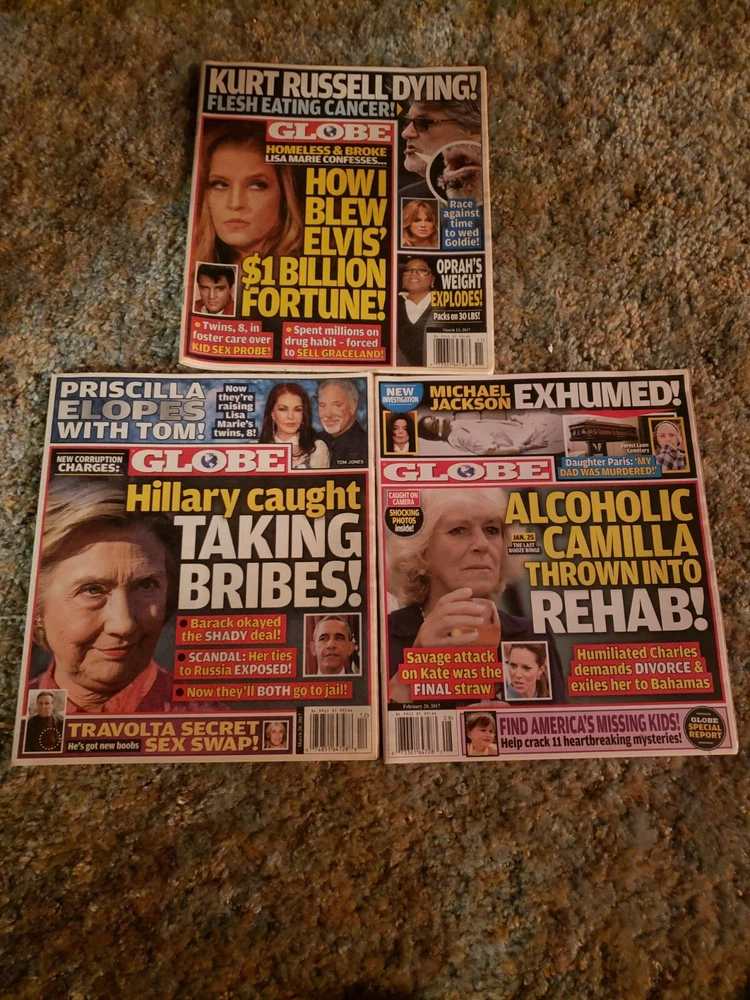 KURT RUSSELL DYING!
FLESH EATING CANCER!
GLOBE
HOMELESS & BROKE
LISA MARIE CONFESSES...
HOW I
BLEW
ELVIS'
$1 BILLION
FORTUNE!
• Twins, 8, in
foster care over
KID SEX PROBE!
• Spent millions on
drug habit – forced
to SELL GRACELAND!
Race
against
time
to wed
Goldie!
OPRAH'S
WEIGHT
EXPLODES!
Packs on 30 LBS!
March 13, 2017
PRISCILLA
ELOPES
WITH TOM!
Now
they're
raising
Lisa
Marie's
twins, 8!
TOM JONES
NEW CORRUPTION
CHARGES:
GLOBE
Hillary caught
TAKING
BRIBES!
• Barack okayed
the SHADY deal!
• SCANDAL: Her ties
to Russia EXPOSED!
• Now they'll BOTH go to jail!
TRAVOLTA SECRET
He's got new boobs SEX SWAP!
March 20, 2017
NEW
INVESTIGATION
MICHAEL
JACKSON EXHUMED!
Forest Lawn
Cemetery
Daughter Paris: 'MY
DAD WAS MURDERED!'
GLOBE
CAUGHT ON
CAMERA
SHOCKING
PHOTOS
inside!
ALCOHOLIC
CAMILLA
THROWN INTO
REHAB!
JAN. 25
THE LAST
BOOZE BINGE
Savage attack
on Kate was the
FINAL straw
Humiliated Charles
demands DIVORCE &
exiles her to Bahamas
February 20, 2017
FIND AMERICA'S MISSING KIDS!
Help crack 11 heartbreaking mysteries!
GLOBE
SPECIAL
REPORT